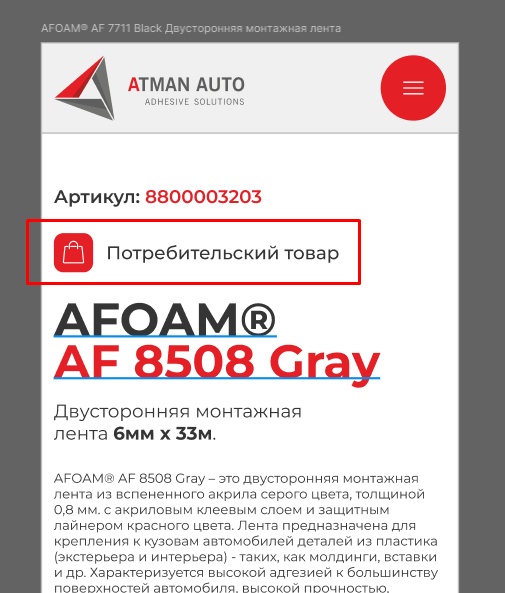 AFOAM® AF 7711 Black Двусторонняя монтажная лента
ATMAN AUTO
ADHESIVE SOLUTIONS
Артикул: 8800003203
Потребительский товар
AFOAM®
AF 8508 Gray
Двусторонняя монтажная
лента 6мм х 33м.
AFOAM® AF 8508 Gray – это двусторонняя монтажная
лента из вспененного акрила серого цвета, толщиной
0,8 мм. с акриловым клеевым слоем и защитным
лайнером красного цвета. Лента предназначена для
крепления к кузовам автомобилей деталей из пластика
(экстерьера и интерьера) - таких, как молдинги, вставки
и др. Характеризуется высокой адгезией к большинству
поверхностей автомобиля, высокой прочностью,